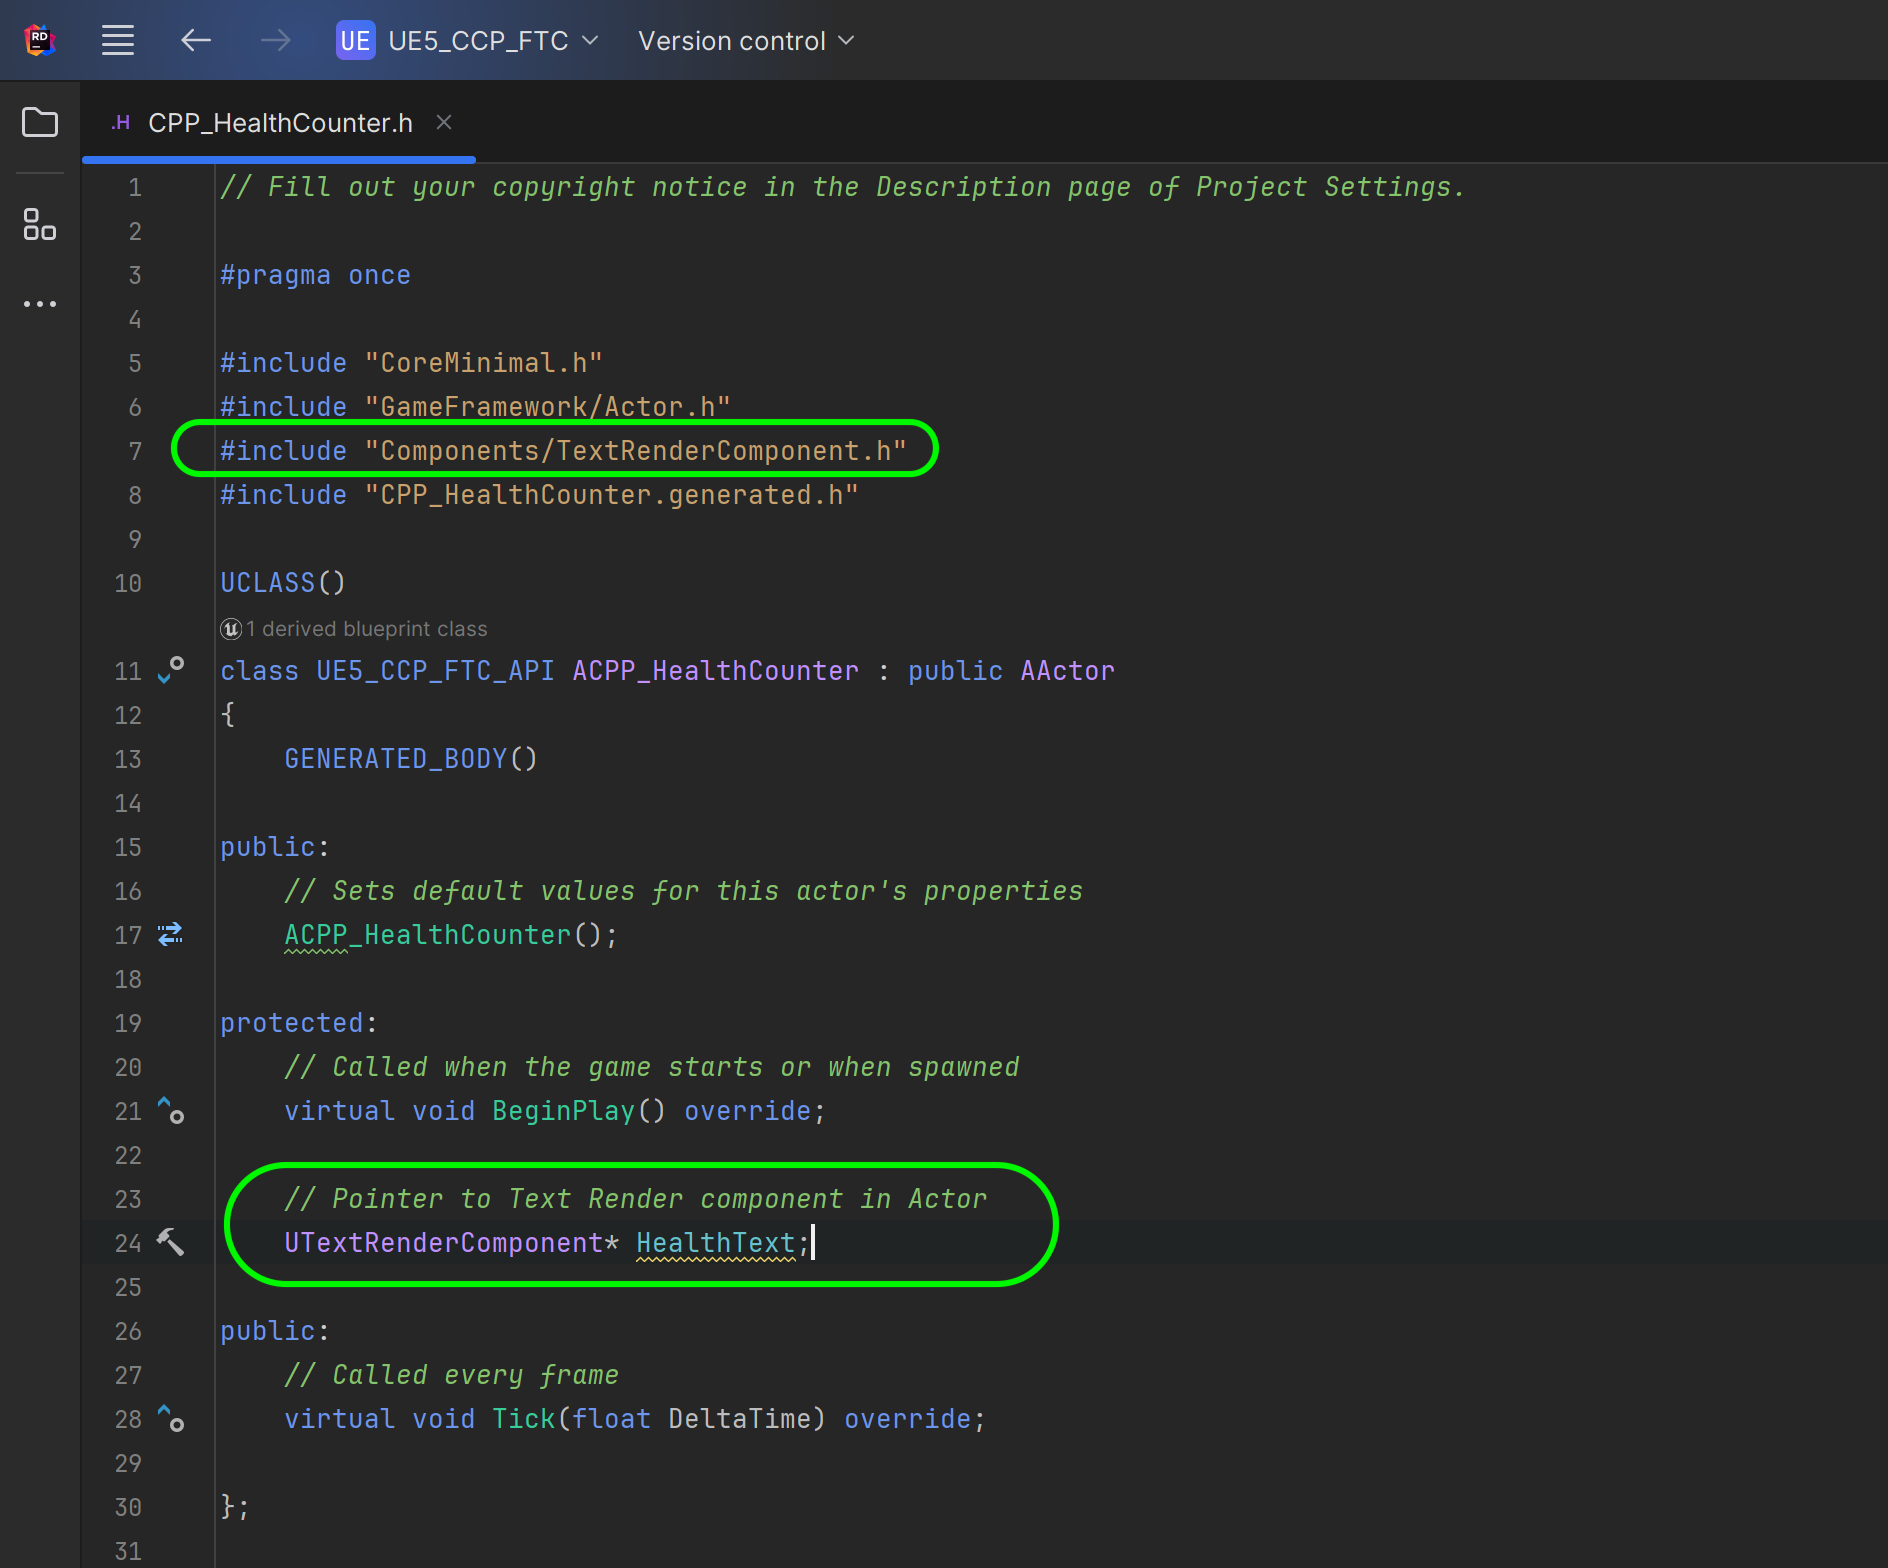 RD
UE UE5_CCP_FTC Version control
.H CPP_HealthCounter.h
1 // Fill out your copyright notice in the Description page of Project Settings.
2
3 #pragma once
4
5 #include "CoreMinimal.h"
6 #include "GameFramework/Actor.h"
7 #include "Components/TextRenderComponent.h"
8 #include "CPP_HealthCounter.generated.h"
9
10 UCLASS()
1 derived blueprint class
11 class UE5_CCP_FTC_API ACPP_HealthCounter : public AActor
12 {
13 GENERATED_BODY()
14
15 public:
16 // Sets default values for this actor's properties
17 ACPP_HealthCounter();
18
19 protected:
20 // Called when the game starts or when spawned
21 virtual void BeginPlay() override;
22
23 // Pointer to Text Render component in Actor
24 UTextRenderComponent* HealthText;
25
26 public:
27 // Called every frame
28 virtual void Tick(float DeltaTime) override;
29
30 };
31